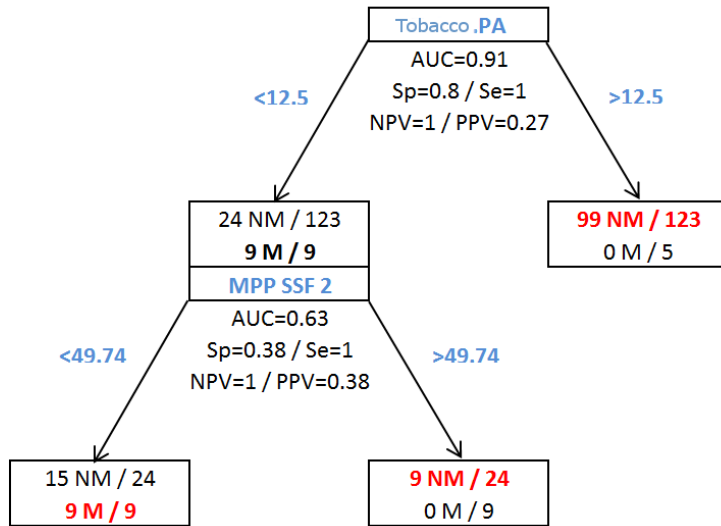 Tobacco.PA
AUC=0.91
Sp=0.8 / Se=1
NPV=1 / PPV=0.27
<12.5
>12.5
24 NM / 123
9 M / 9
99 NM / 123
0 M / 5
MPP SSF 2
AUC=0.63
Sp=0.38 / Se=1
NPV=1 / PPV=0.38
<49.74
>49.74
15 NM / 24
9 M / 9
9 NM / 24
0 M / 9